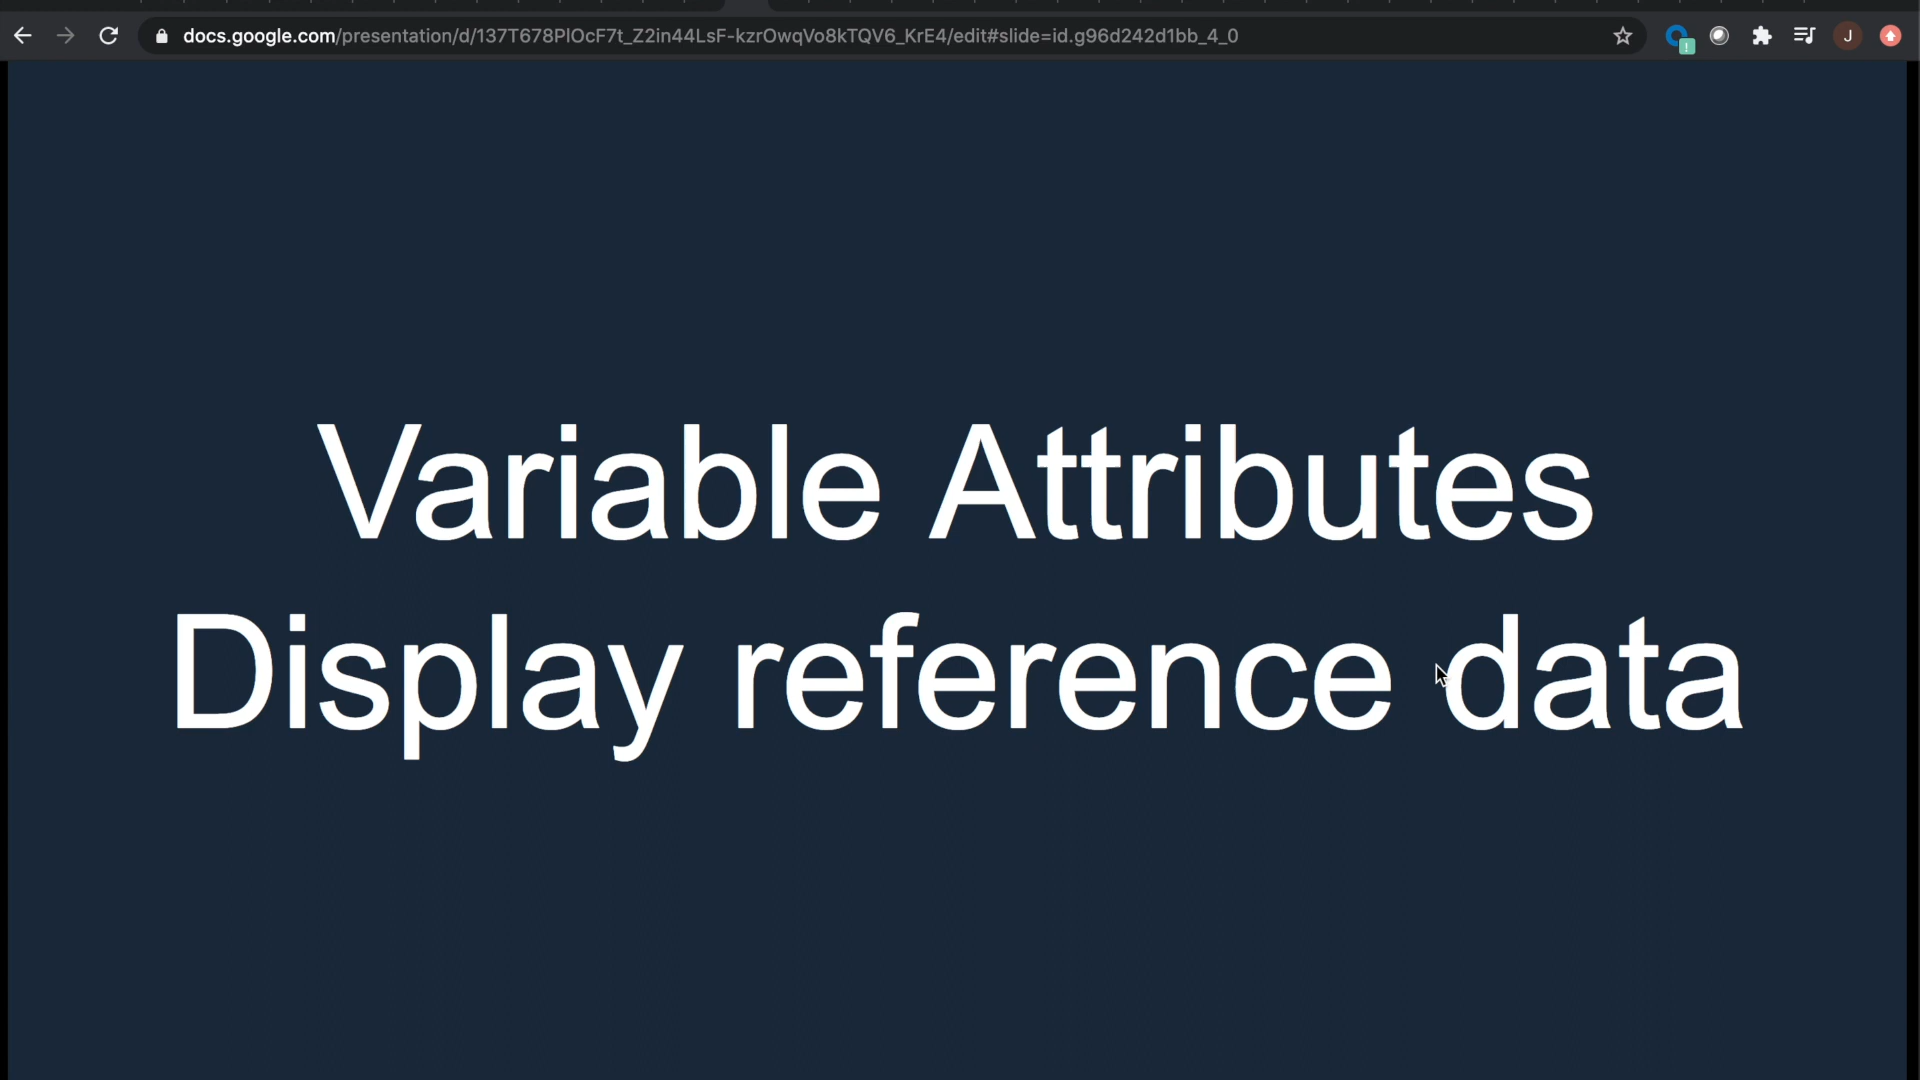 docs.google.com/presentation/d/137T678PlOcF7t_Z2in44LsF-kzrOwqVo8kTQV6_KrE4/edit#slide=id.g96d242d1bb_4_0
J
Variable Attributes
Display reference data